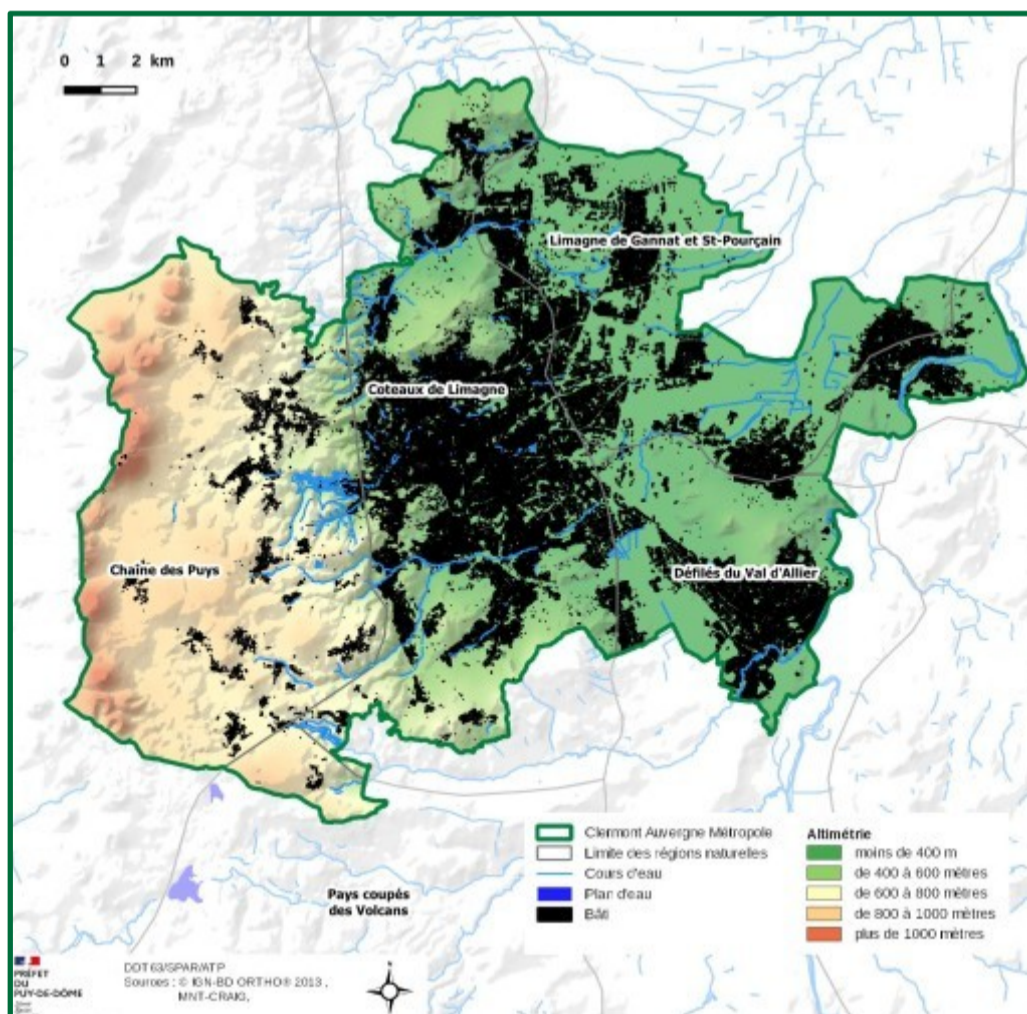 0 1 2 km
Limagne de Gannat et St-Pourçain
Coteaux de Limagne
Chaîne des Puys
Défilés du Val d'Allier
Pays coupés
des Volcans
Clermont Auvergne Métropole
Limite des régions naturelles
Cours d'eau
Plan d'eau
Bâti
Altimétrie
moins de 400 m
de 400 à 600 mètres
de 600 à 800 mètres
de 800 à 1000 mètres
plus de 1000 mètres
PRÉFET
DU
PUY-DE-DÔME
DDT63/SPAR/ATP
Sources : © IGN-BD ORTHO® 2013 ,
MNT-CRAIG,